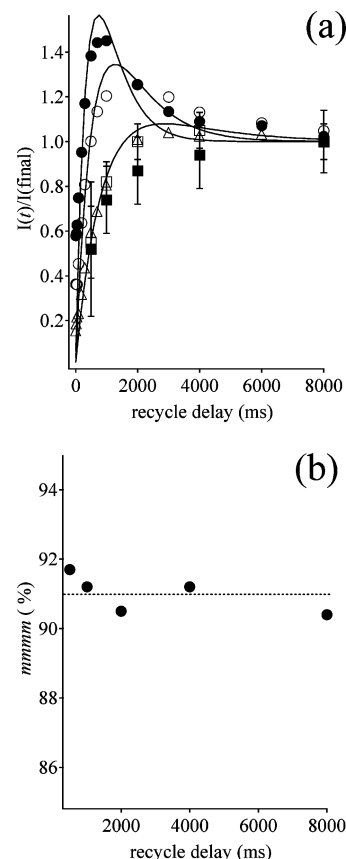 (a)
1.4
1.2
1.0
0.8
0.6
0.4
0.2
I(t)/I(final)
0 2000 4000 6000 8000
recycle delay (ms)
(b)
94
92
90
88
86
mmmm ( %)
2000 4000 6000 8000
recycle delay (ms)